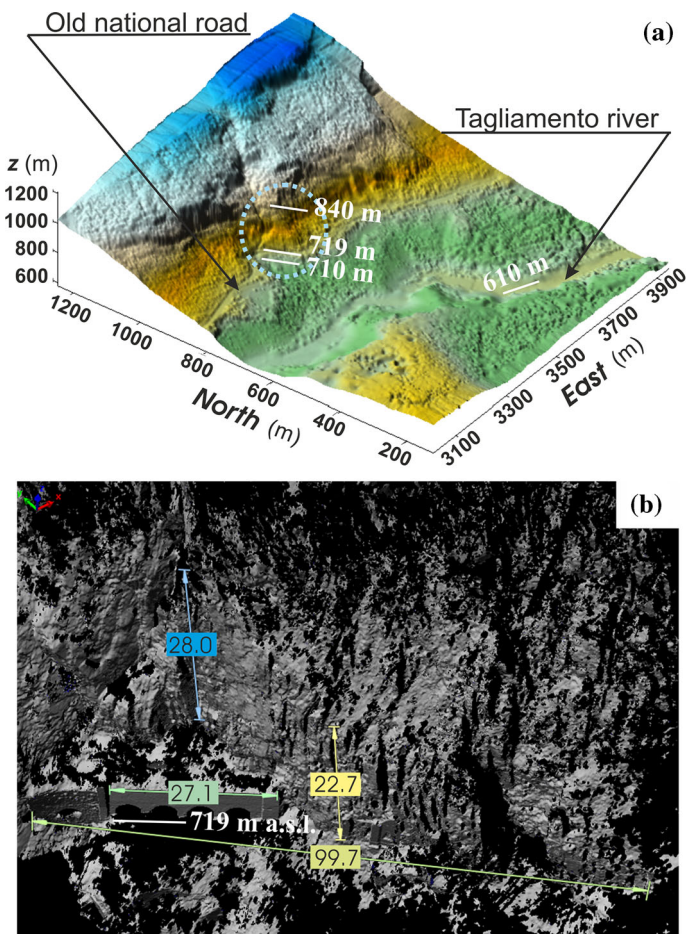 Old national road
(a)
Tagliamento river
z (m)
1200
1000
800
600
840 m
719 m
710 m
610 m
1200
1000
800
600
400
200
North (m)
3100
3300
3500
3700
3900
East (m)
(b)
x
28.0
27.1
22.7
719 m a.s.l.
99.7